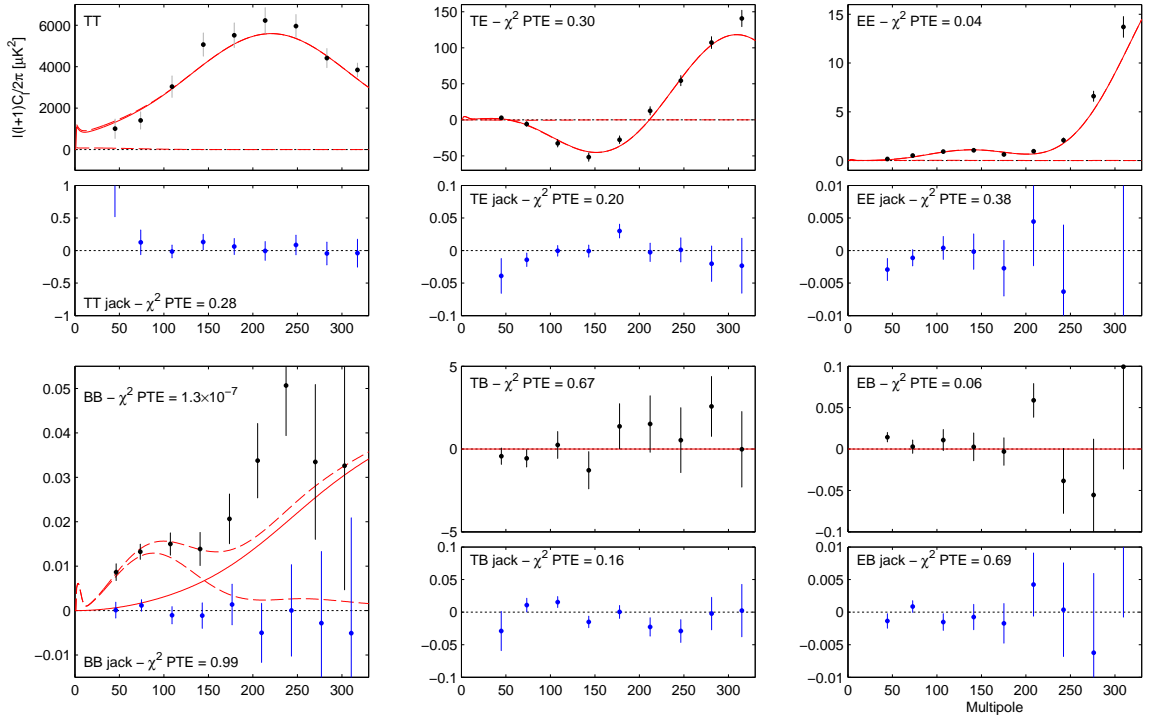 TT
TE − χ² PTE = 0.30
EE − χ² PTE = 0.04
l(l+1)Cₗ/2π [μK²]
6000
4000
2000
0
150
100
50
0
−50
15
10
5
0
1
0.5
0
−0.5
−1
TT jack − χ² PTE = 0.28
0 50 100 150 200 250 300
TE jack − χ² PTE = 0.20
0.1
0.05
0
−0.05
−0.1
0 50 100 150 200 250 300
EE jack − χ² PTE = 0.38
0.01
0.005
0
−0.005
−0.01
0 50 100 150 200 250 300
BB − χ² PTE = 1.3×10⁻⁷
0.05
0.04
0.03
0.02
0.01
0
−0.01
BB jack − χ² PTE = 0.99
0 50 100 150 200 250 300
TB − χ² PTE = 0.67
5
0
−5
EB − χ² PTE = 0.06
0.1
0.05
0
−0.05
−0.1
TB jack − χ² PTE = 0.16
0.1
0.05
0
−0.05
−0.1
0 50 100 150 200 250 300
EB jack − χ² PTE = 0.69
0.01
0.005
0
−0.005
−0.01
0 50 100 150 200 250 300
Multipole